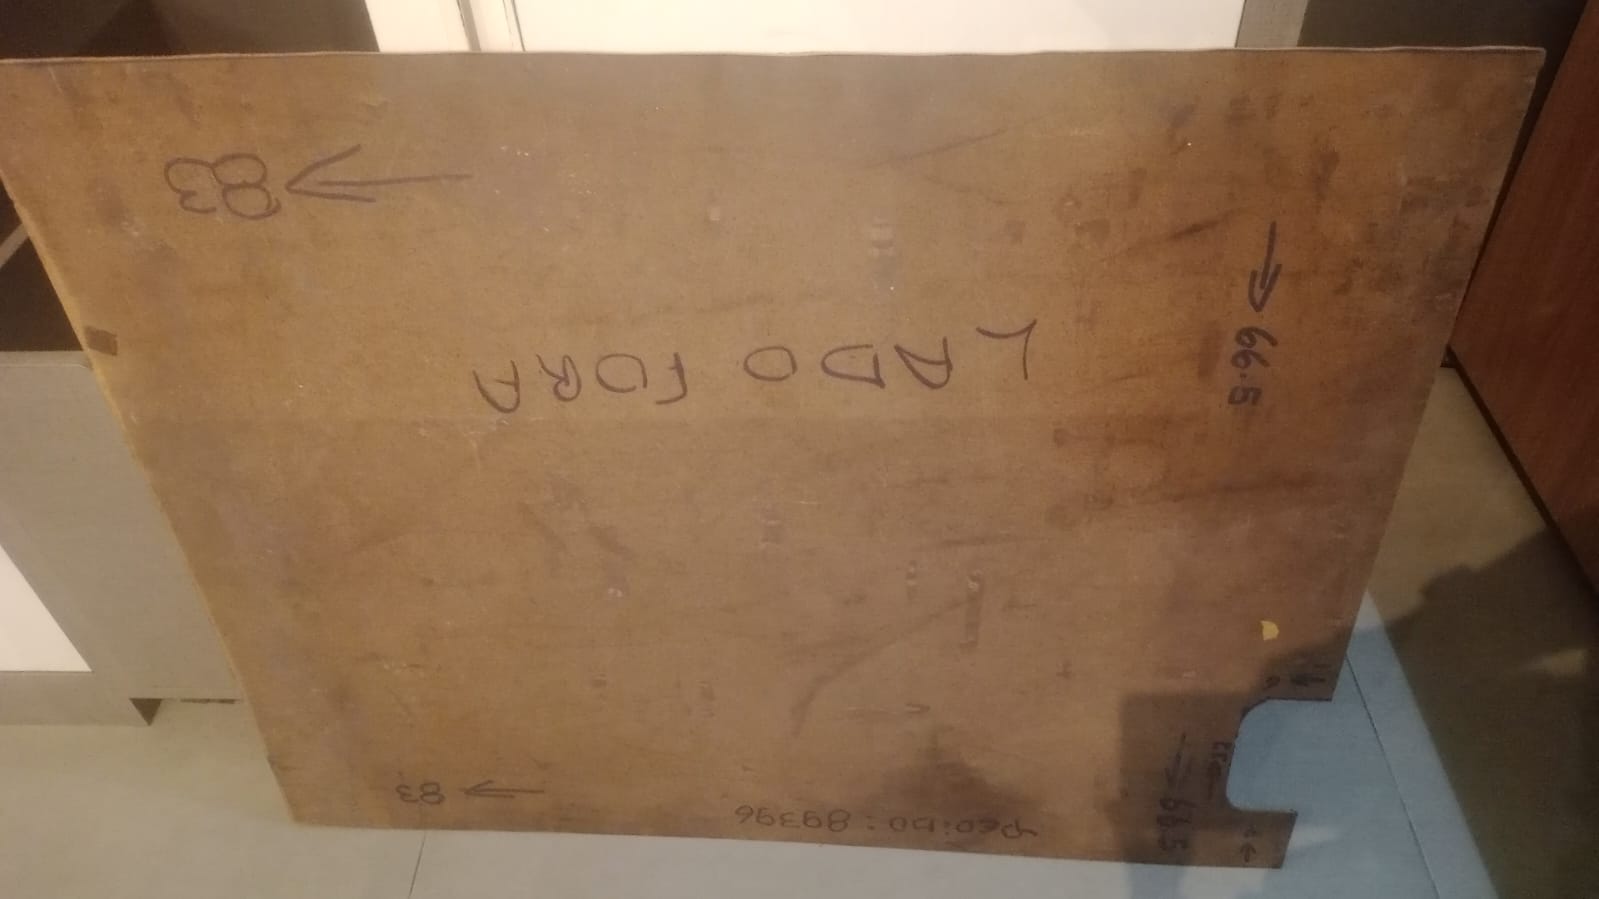 Pedido: 89396
← 83
→ 66.5
LADO FORA
→ 66.5
← 83